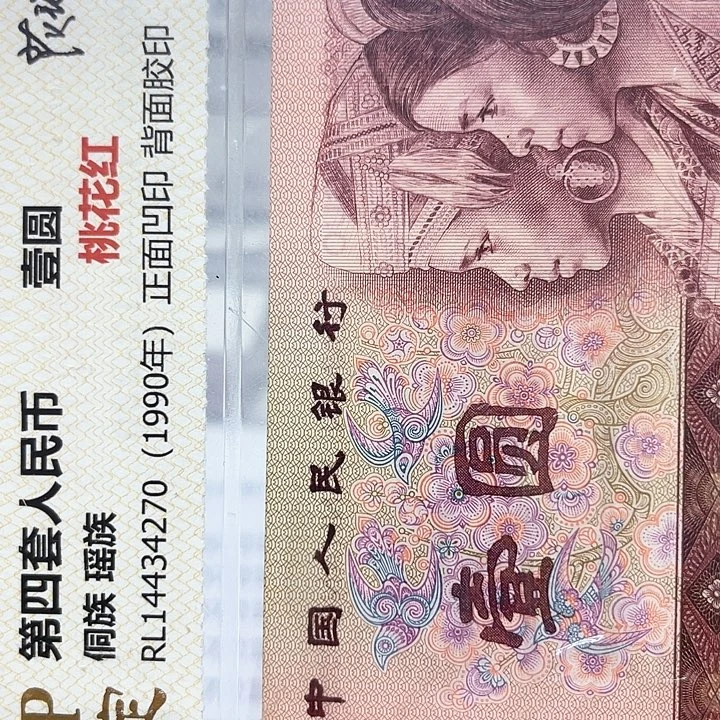 第四套人民币 壹圆
侗族 瑶族 桃花红
RL14434270（1990年）正面凹印 背面胶印
P
定
中国人民银行
壹圆